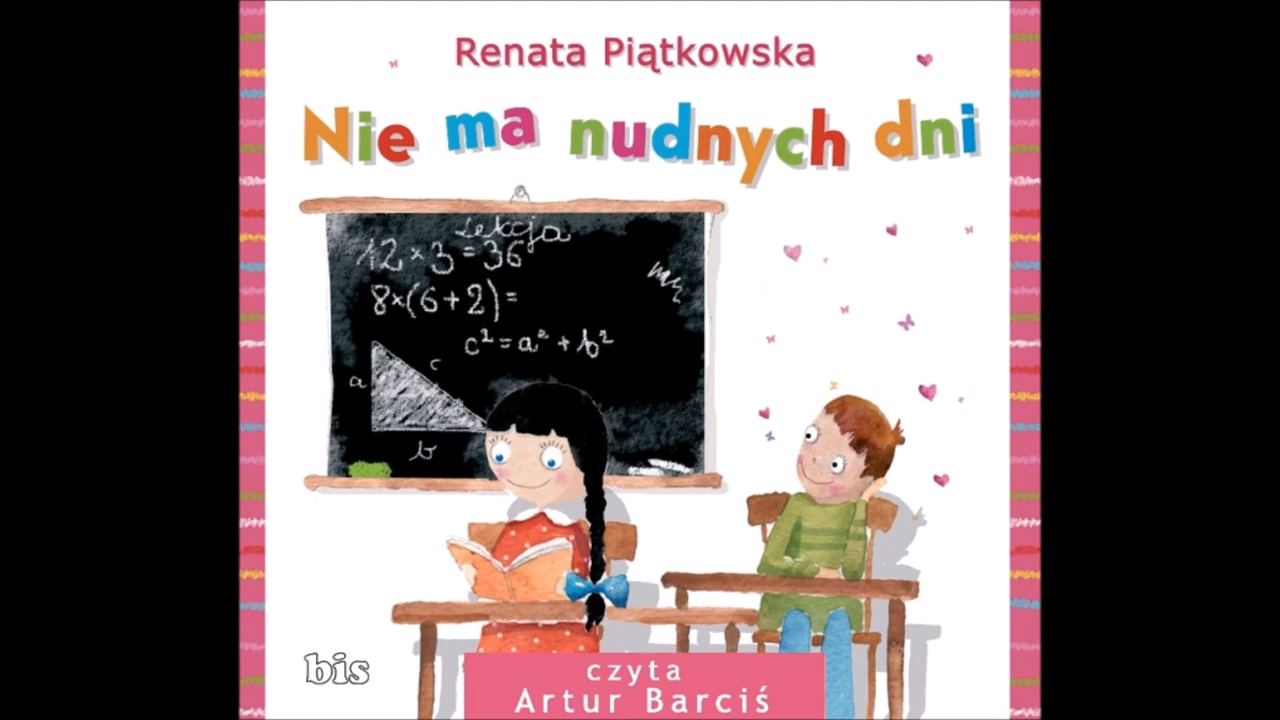 Renata Piątkowska
Nie ma nudnych dni
Lekcja
12 × 3 = 36
8×(6+2)=
c² = a² + b²
a
c
b
bis
czyta
Artur Barciś